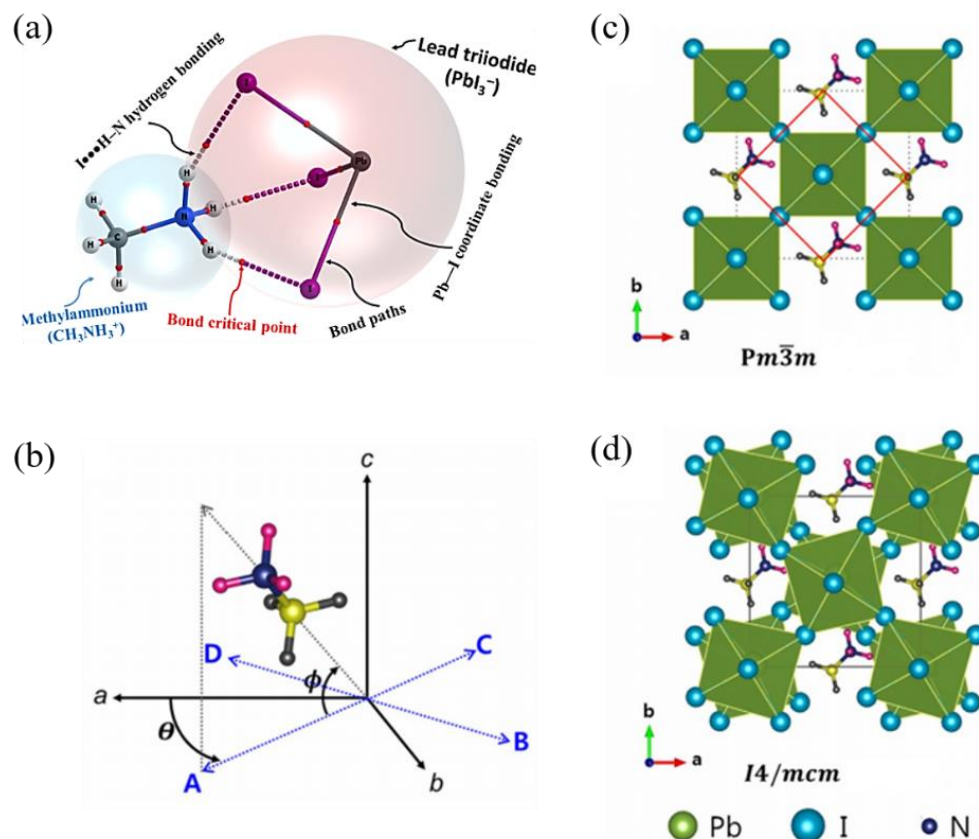 (a)
Lead triiodide
(PbI₃⁻)
I●●●H–N hydrogen bonding
Pb—I coordinate bonding
I
Pb
I
I
H
H
H
N
C
H
H
H
Methylammonium
(CH₃NH₃⁺)
Bond critical point
Bond paths
(b)
c
D
C
ϕ
a
θ
A
B
b
(c)
b
a
Pm3̅m
(d)
b
a
I4/mcm
Pb
I
N